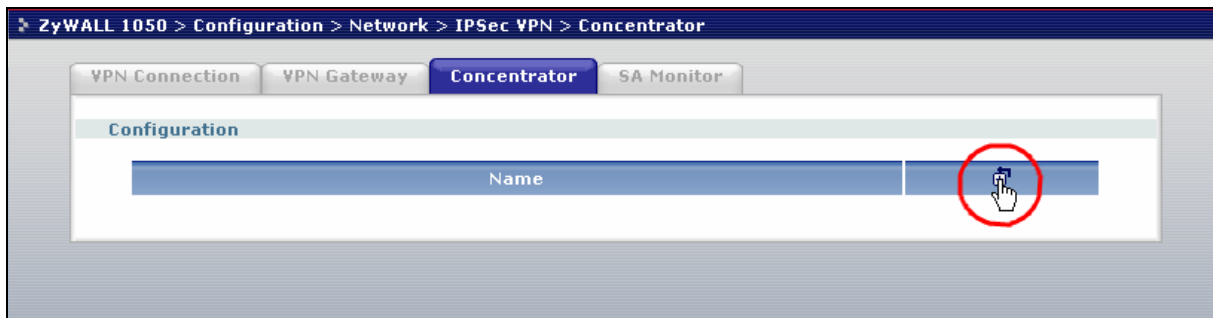 ZyWALL 1050 > Configuration > Network > IPSec VPN > Concentrator
VPN Connection VPN Gateway Concentrator SA Monitor
Configuration
Name